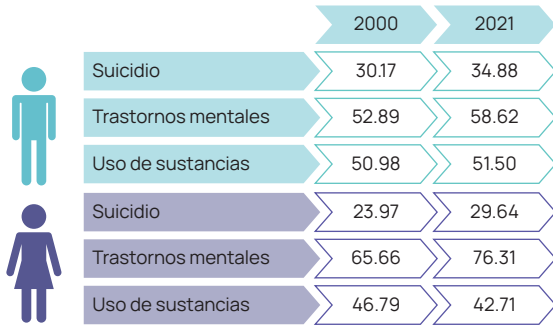 2000 2021
Suicidio 30.17 34.88
Trastornos mentales 52.89 58.62
Uso de sustancias 50.98 51.50
Suicidio 23.97 29.64
Trastornos mentales 65.66 76.31
Uso de sustancias 46.79 42.71